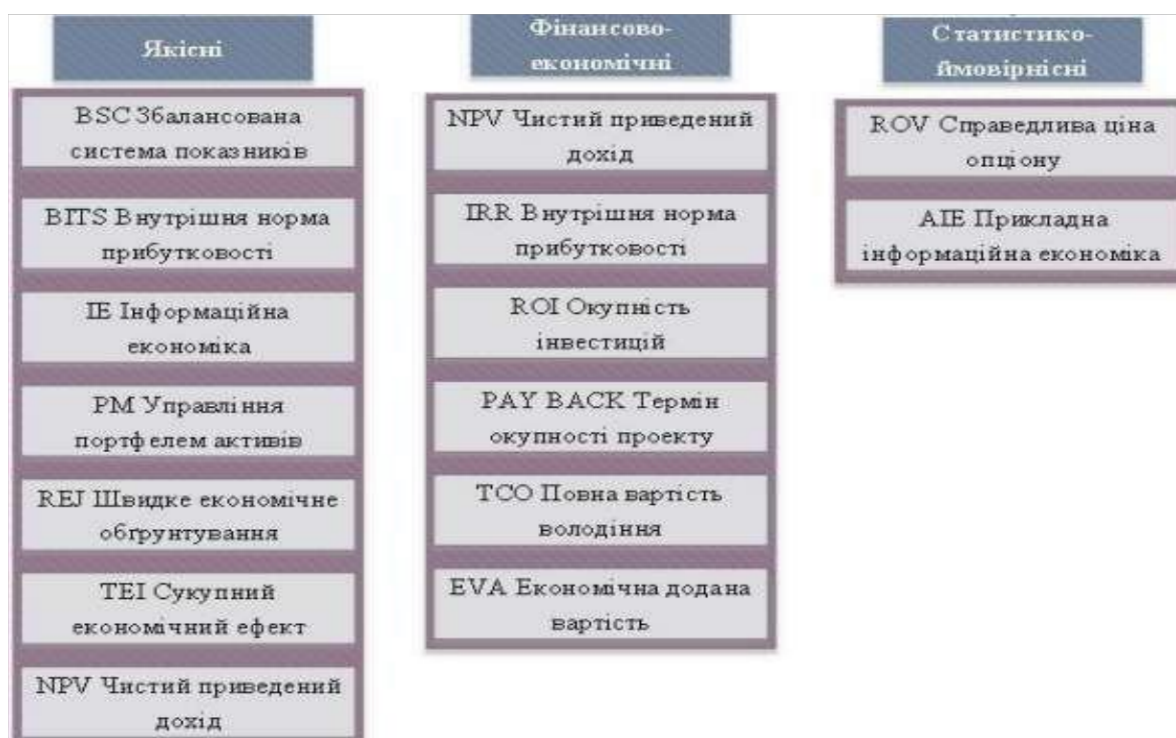 Якісні
BSC Збалансована
система показників
BITS Внутрішня норма
прибутковості
IE Інформаційна
економіка
PM Управління
портфелем активів
REJ Швидке економічне
обґрунтування
TEI Сукупний
економічний ефект
NPV Чистий приведений
дохід
Фінансово-
економічні
NPV Чистий приведений
дохід
IRR Внутрішня норма
прибутковості
ROI Окупність
інвестицій
PAY BACK Термін
окупності проекту
TCO Повна вартість
володіння
EVA Економічна додана
вартість
Статистико-
ймовірнісні
ROV Справедлива ціна
опціону
AIE Прикладна
інформаційна економіка